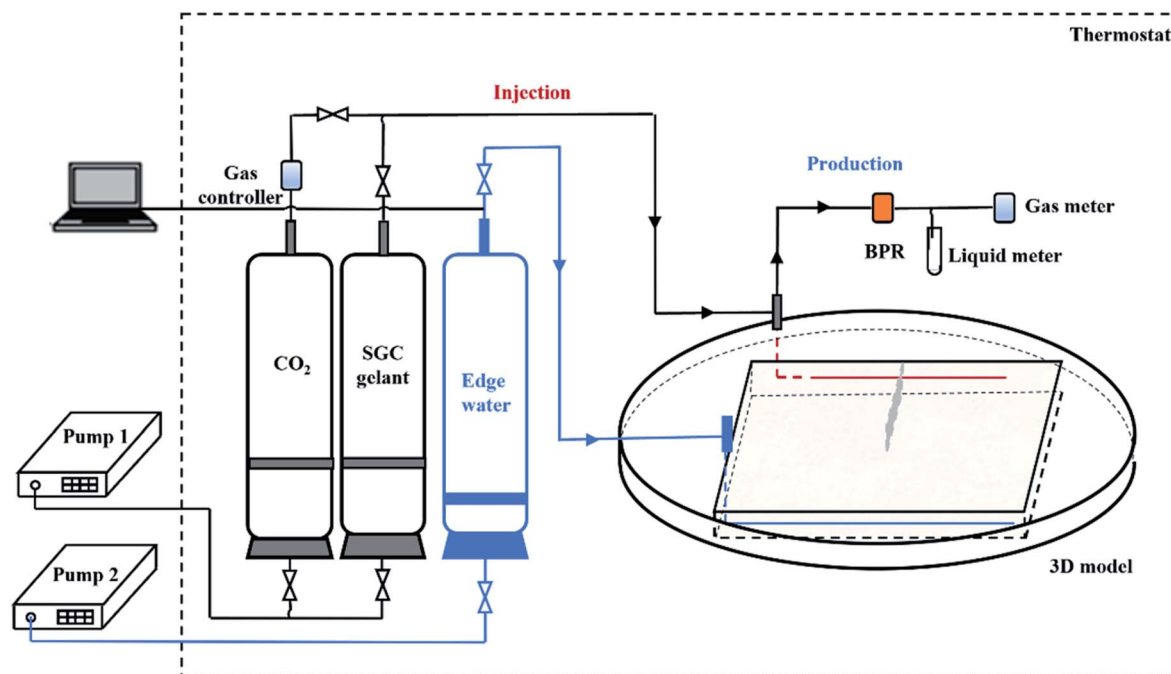 Thermostat
Injection
Production
Gas
controller
Gas meter
BPR
Liquid meter
CO₂
SGC
gelant
Edge
water
Pump 1
Pump 2
3D model